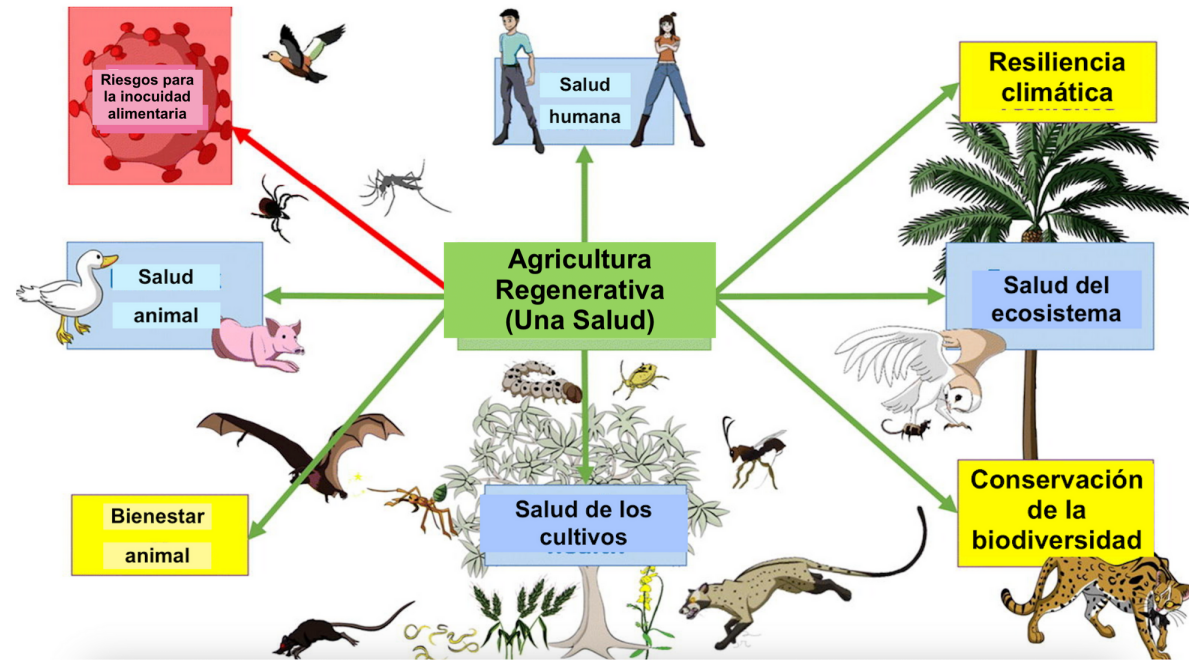 Riesgos para
la inocuidad
alimentaria
Salud
humana
Resiliencia
climática
Agricultura
Regenerativa
(Una Salud)
Salud
animal
Salud del
ecosistema
Bienestar
animal
Salud de los
cultivos
Conservación
de la
biodiversidad